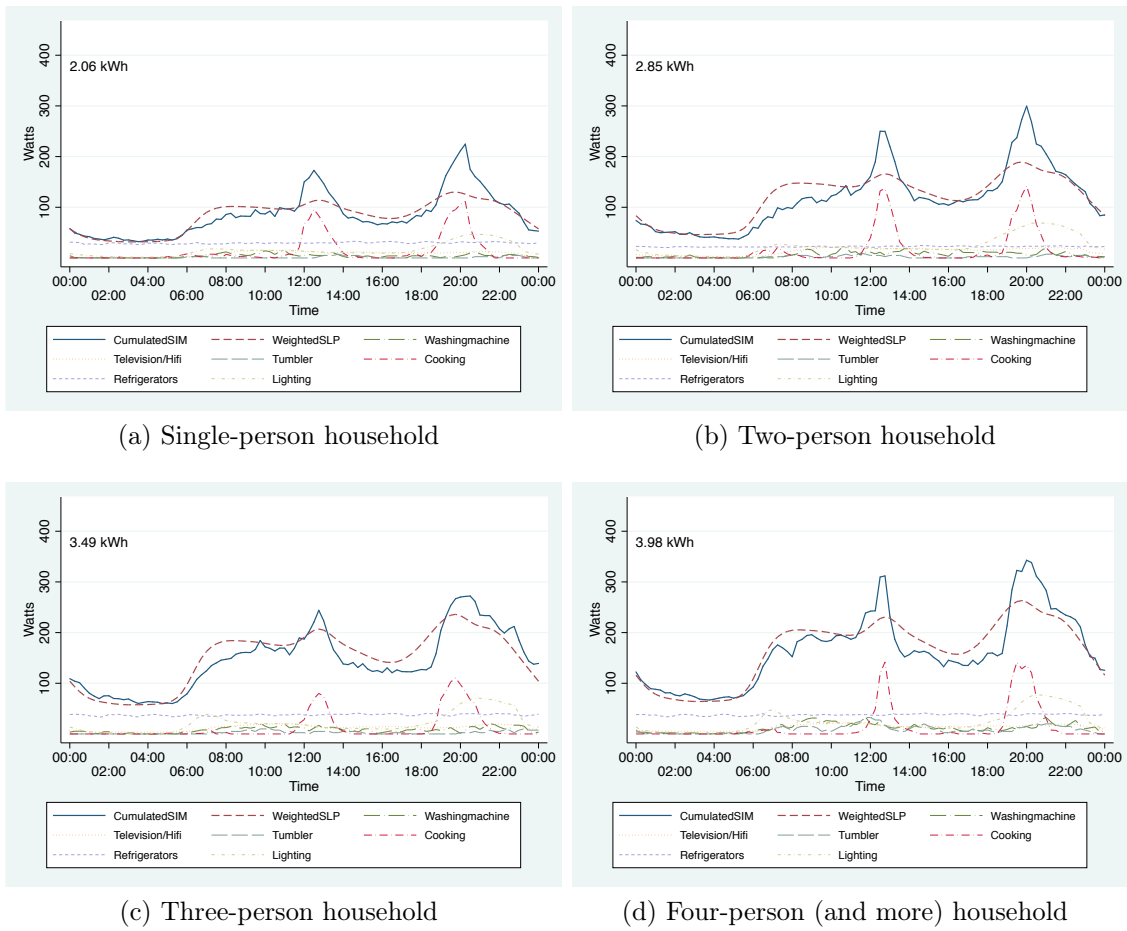 400
300
200
100
Watts
2.06 kWh
00:00 04:00 06:00 10:00 12:00 16:00 18:00 20:00 00:00
02:00 08:00 14:00 22:00
Time
CumulatedSIM WeightedSLP Washingmachine
Television/Hifi Tumbler Cooking
Refrigerators Lighting
(a) Single-person household
400
300
200
100
Watts
2.85 kWh
00:00 04:00 06:00 10:00 12:00 16:00 18:00 20:00 00:00
02:00 08:00 14:00 22:00
Time
CumulatedSIM WeightedSLP Washingmachine
Television/Hifi Tumbler Cooking
Refrigerators Lighting
(b) Two-person household
400
300
200
100
Watts
3.49 kWh
00:00 04:00 06:00 10:00 12:00 16:00 18:00 20:00 00:00
02:00 08:00 14:00 22:00
Time
CumulatedSIM WeightedSLP Washingmachine
Television/Hifi Tumbler Cooking
Refrigerators Lighting
(c) Three-person household
400
300
200
100
Watts
3.98 kWh
00:00 04:00 06:00 10:00 12:00 16:00 18:00 20:00 00:00
02:00 08:00 14:00 22:00
Time
CumulatedSIM WeightedSLP Washingmachine
Television/Hifi Tumbler Cooking
Refrigerators Lighting
(d) Four-person (and more) household